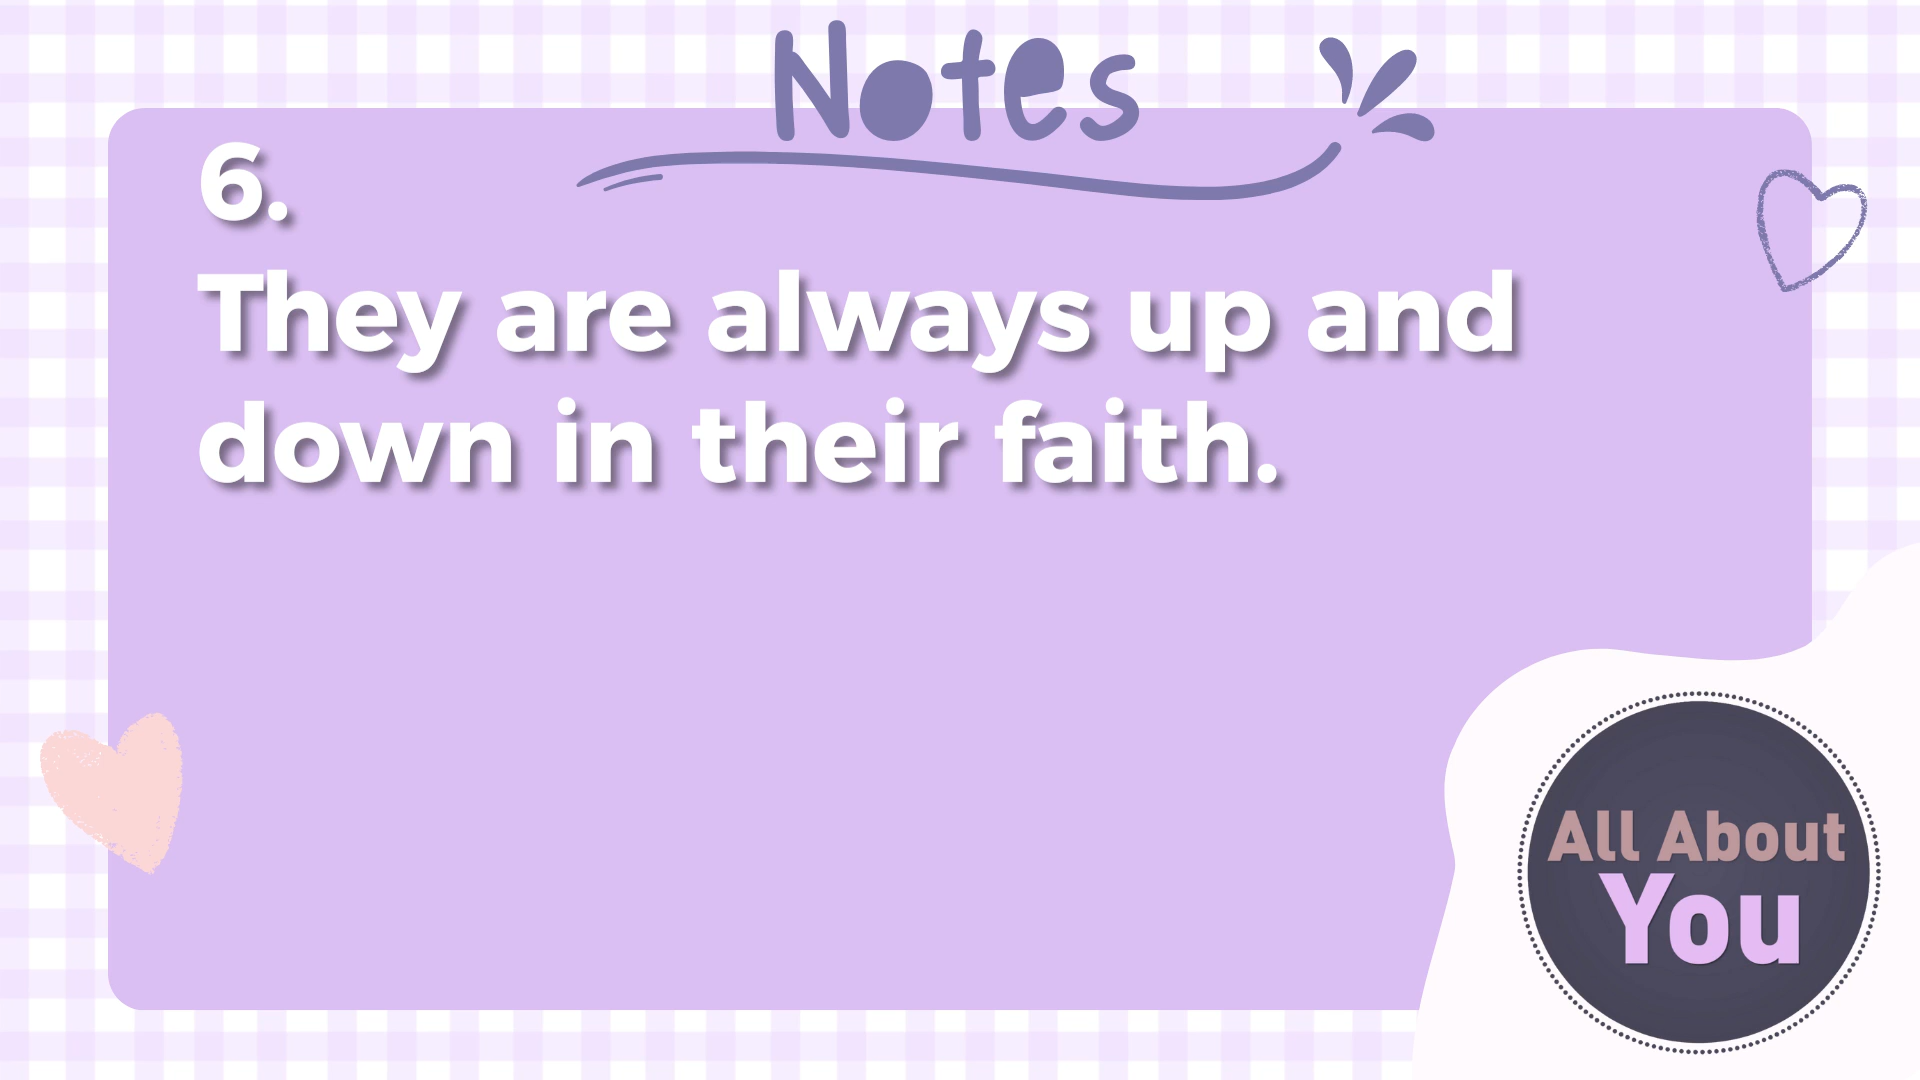 Notes
6.
They are always up and
down in their faith.
All About
You